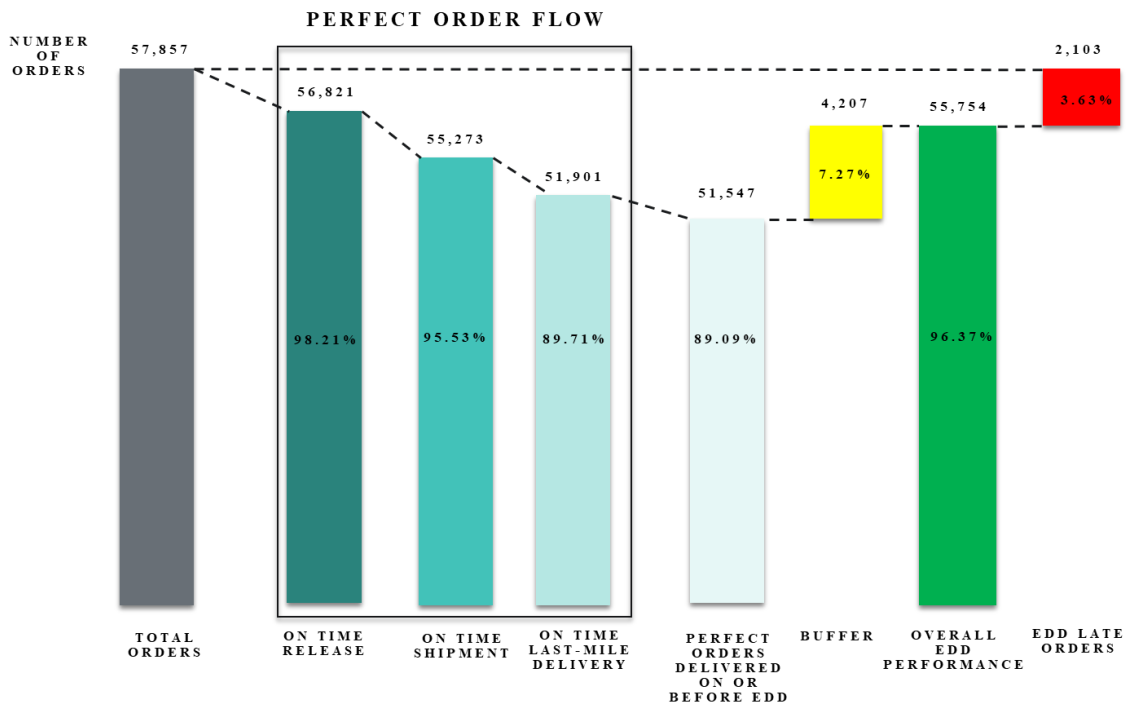 PERFECT ORDER FLOW
NUMBER
OF
ORDERS
57,857
56,821
55,273
51,901
51,547
4,207
55,754
2,103
98.21%
95.53%
89.71%
89.09%
7.27%
96.37%
3.63%
TOTAL
ORDERS
ON TIME
RELEASE
ON TIME
SHIPMENT
ON TIME
LAST-MILE
DELIVERY
PERFECT
ORDERS
DELIVERED
ON OR
BEFORE EDD
BUFFER
OVERALL
EDD
PERFORMANCE
EDD LATE
ORDERS